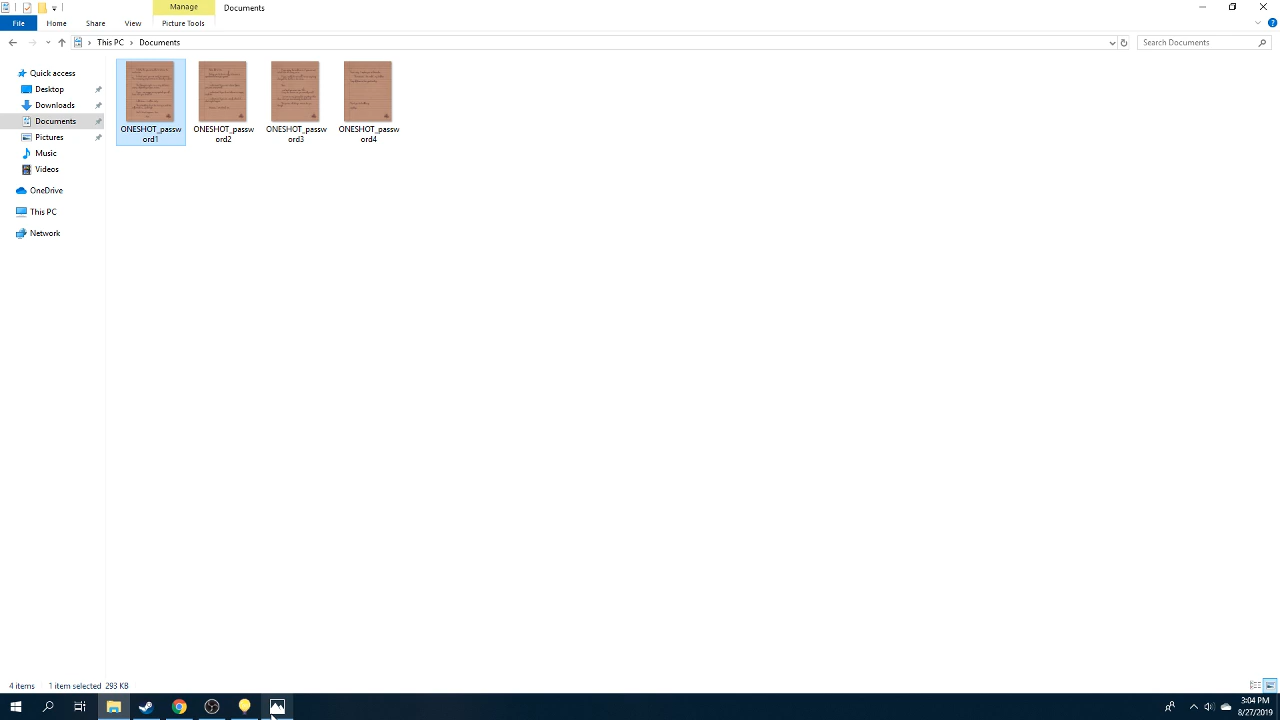 Manage
Documents
File
Home
Share
View
Picture Tools
This PC
Documents
Search Documents
Quick access
Desktop
Downloads
Documents
Pictures
Music
Videos
OneDrive
This PC
Network
ONESHOT_passw
ord1
ONESHOT_passw
ord2
ONESHOT_passw
ord3
ONESHOT_passw
ord4
4 items
1 item selected 293 KB
3:04 PM
8/27/2019